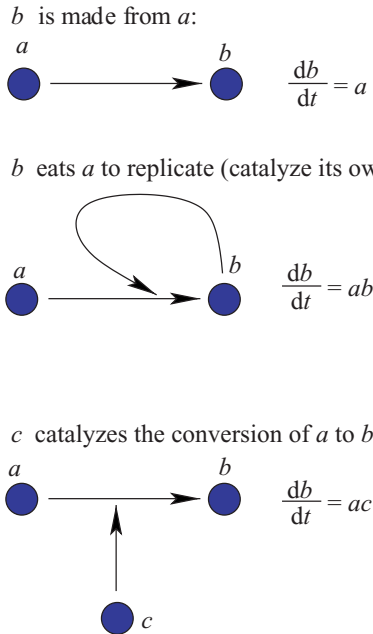 b is made from a:
a
b
db/dt = a
b eats a to replicate (catalyze its ow
a
b
db/dt = ab
c catalyzes the conversion of a to b
a
b
db/dt = ac
c